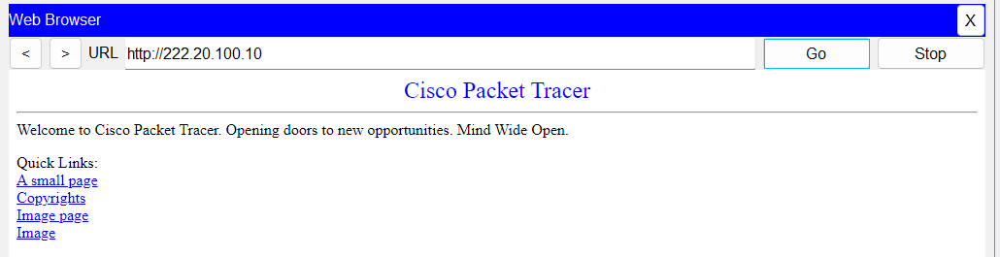 Web Browser X
< > URL http://222.20.100.10 Go Stop
Cisco Packet Tracer
Welcome to Cisco Packet Tracer. Opening doors to new opportunities. Mind Wide Open.
Quick Links:
A small page
Copyrights
Image page
Image